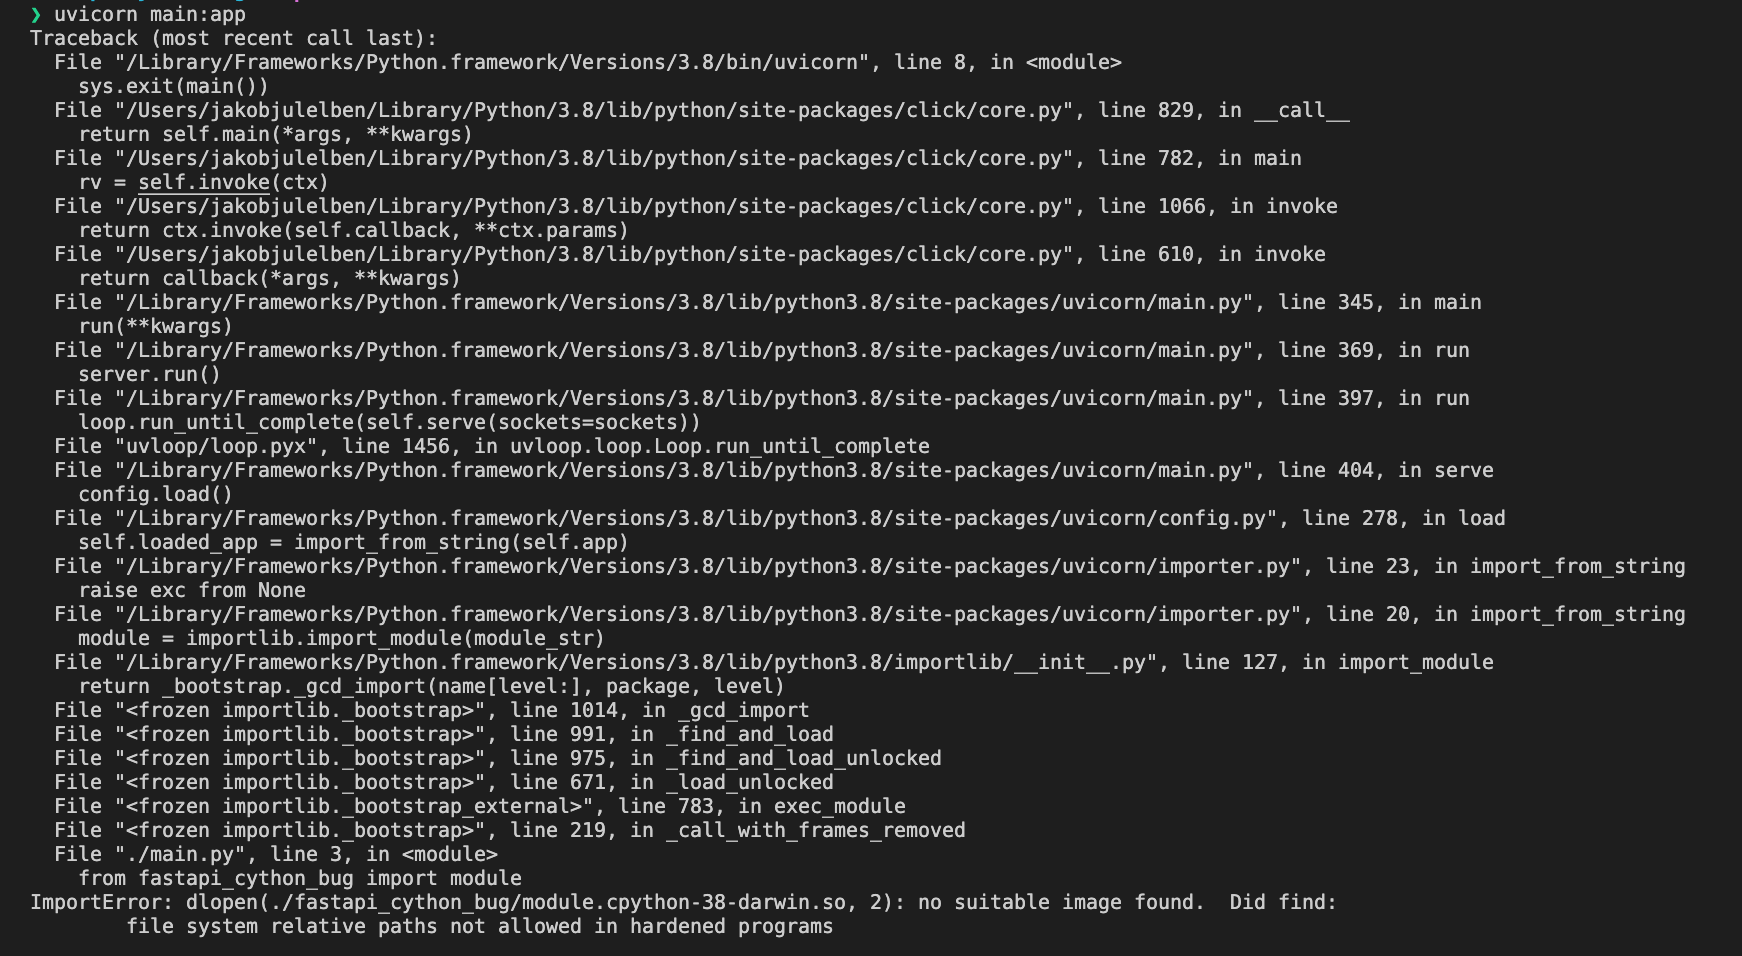 ❯ uvicorn main:app
Traceback (most recent call last):
  File "/Library/Frameworks/Python.framework/Versions/3.8/bin/uvicorn", line 8, in <module>
    sys.exit(main())
  File "/Users/jakobjulelben/Library/Python/3.8/lib/python/site-packages/click/core.py", line 829, in __call__
    return self.main(*args, **kwargs)
  File "/Users/jakobjulelben/Library/Python/3.8/lib/python/site-packages/click/core.py", line 782, in main
    rv = self.invoke(ctx)
  File "/Users/jakobjulelben/Library/Python/3.8/lib/python/site-packages/click/core.py", line 1066, in invoke
    return ctx.invoke(self.callback, **ctx.params)
  File "/Users/jakobjulelben/Library/Python/3.8/lib/python/site-packages/click/core.py", line 610, in invoke
    return callback(*args, **kwargs)
  File "/Library/Frameworks/Python.framework/Versions/3.8/lib/python3.8/site-packages/uvicorn/main.py", line 345, in main
    run(**kwargs)
  File "/Library/Frameworks/Python.framework/Versions/3.8/lib/python3.8/site-packages/uvicorn/main.py", line 369, in run
    server.run()
  File "/Library/Frameworks/Python.framework/Versions/3.8/lib/python3.8/site-packages/uvicorn/main.py", line 397, in run
    loop.run_until_complete(self.serve(sockets=sockets))
  File "uvloop/loop.pyx", line 1456, in uvloop.loop.Loop.run_until_complete
  File "/Library/Frameworks/Python.framework/Versions/3.8/lib/python3.8/site-packages/uvicorn/main.py", line 404, in serve
    config.load()
  File "/Library/Frameworks/Python.framework/Versions/3.8/lib/python3.8/site-packages/uvicorn/config.py", line 278, in load
    self.loaded_app = import_from_string(self.app)
  File "/Library/Frameworks/Python.framework/Versions/3.8/lib/python3.8/site-packages/uvicorn/importer.py", line 23, in import_from_string
    raise exc from None
  File "/Library/Frameworks/Python.framework/Versions/3.8/lib/python3.8/site-packages/uvicorn/importer.py", line 20, in import_from_string
    module = importlib.import_module(module_str)
  File "/Library/Frameworks/Python.framework/Versions/3.8/lib/python3.8/importlib/__init__.py", line 127, in import_module
    return _bootstrap._gcd_import(name[level:], package, level)
  File "<frozen importlib._bootstrap>", line 1014, in _gcd_import
  File "<frozen importlib._bootstrap>", line 991, in _find_and_load
  File "<frozen importlib._bootstrap>", line 975, in _find_and_load_unlocked
  File "<frozen importlib._bootstrap>", line 671, in _load_unlocked
  File "<frozen importlib._bootstrap_external>", line 783, in exec_module
  File "<frozen importlib._bootstrap>", line 219, in _call_with_frames_removed
  File "./main.py", line 3, in <module>
    from fastapi_cython_bug import module
ImportError: dlopen(./fastapi_cython_bug/module.cpython-38-darwin.so, 2): no suitable image found.  Did find:
        file system relative paths not allowed in hardened programs